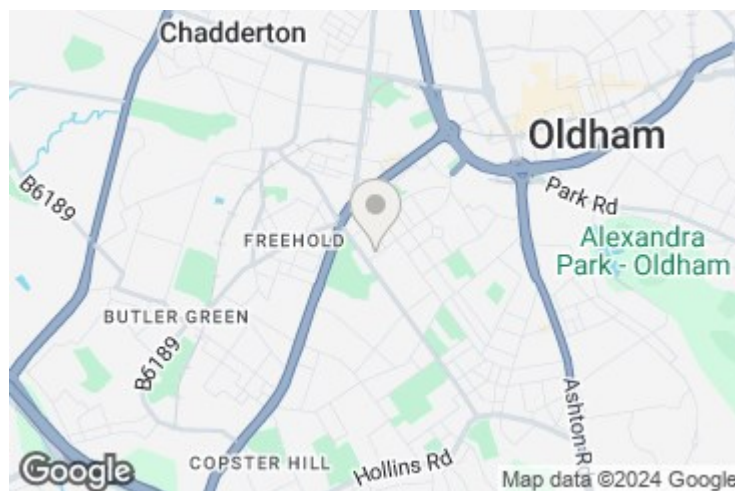 Chadderton
Oldham
B6189
Park Rd
FREEHOLD
Alexandra
Park - Oldham
BUTLER GREEN
B6189
Ashton R
COPSTER HILL
Hollins Rd
Google
Map data ©2024 Google